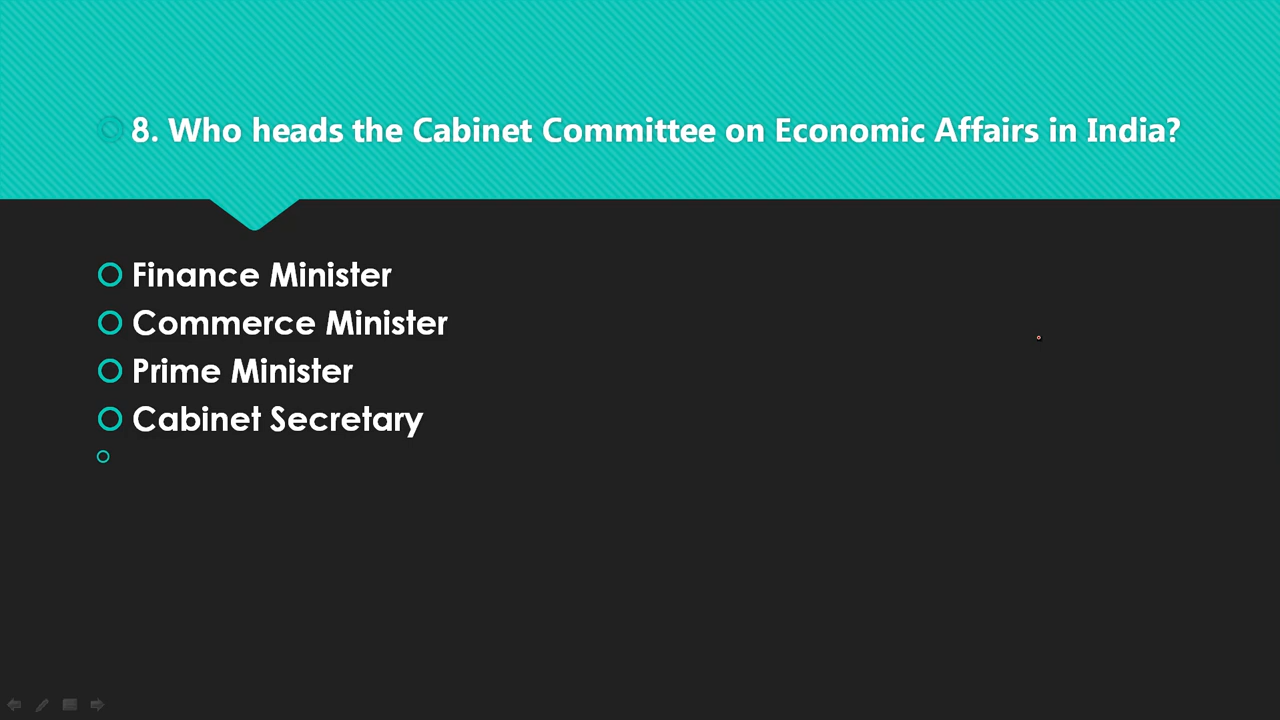 8. Who heads the Cabinet Committee on Economic Affairs in India?
Finance Minister
Commerce Minister
Prime Minister
Cabinet Secretary